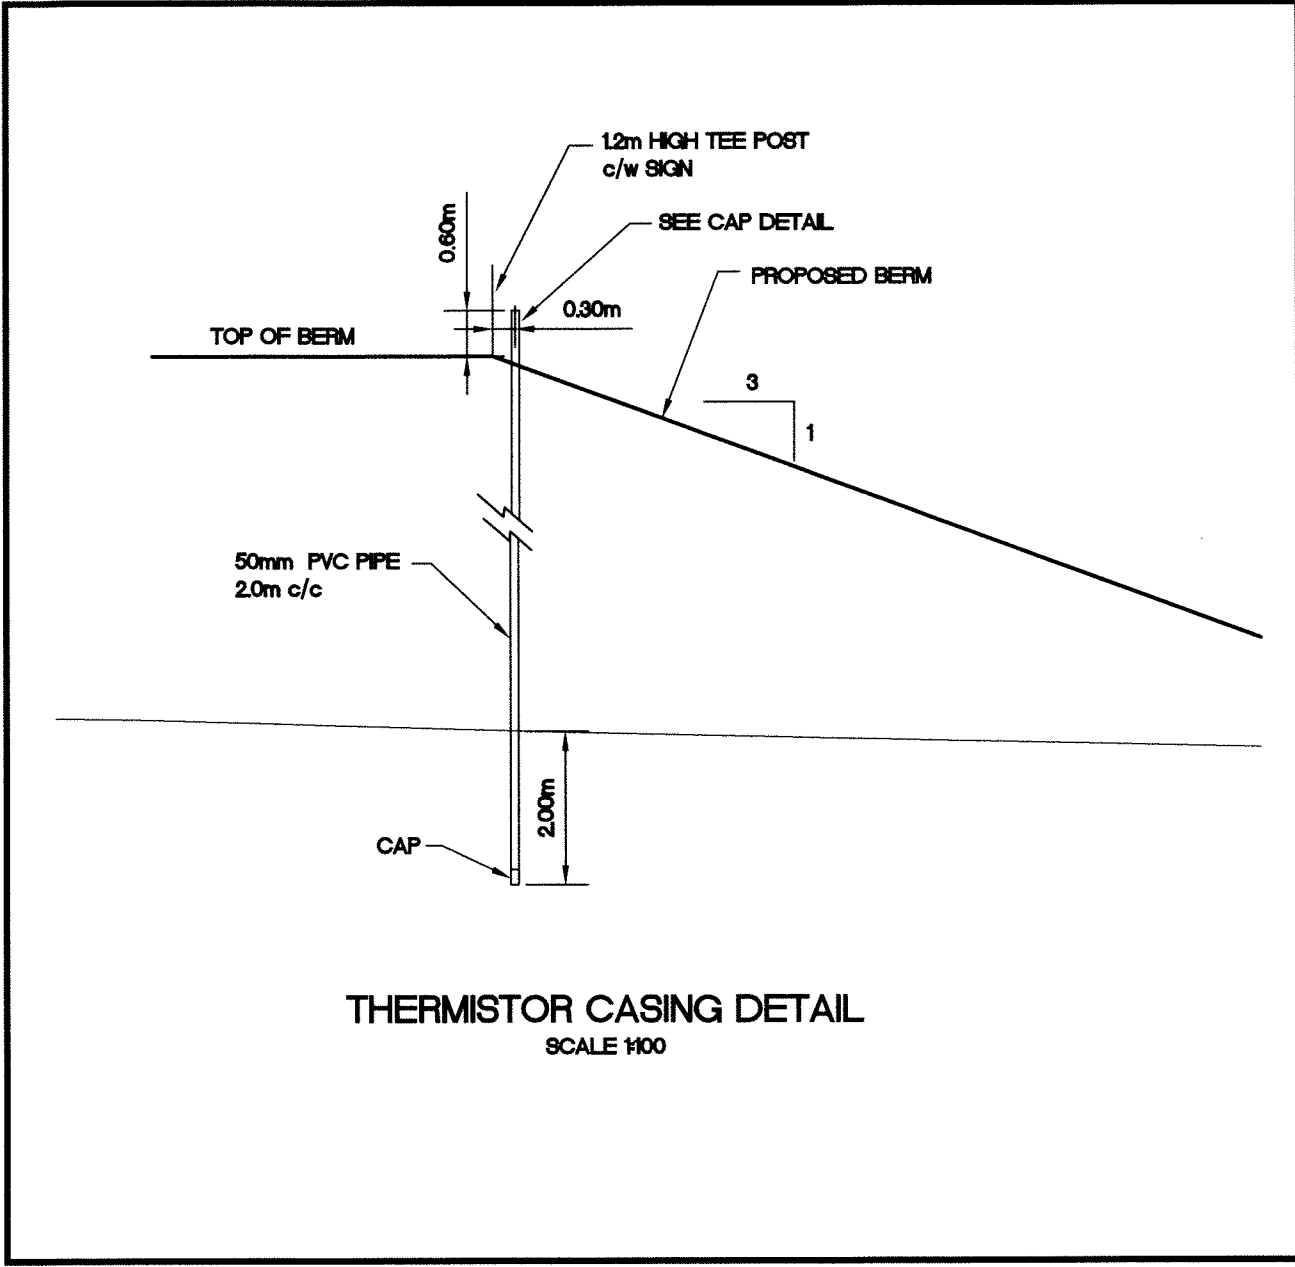 1.2m HIGH TEE POST
c/w SIGN
0.60m
SEE CAP DETAIL
PROPOSED BERM
0.30m
TOP OF BERM
3
1
50mm PVC PIPE
2.0m c/c
2.00m
CAP
THERMISTOR CASING DETAIL
SCALE 1:100